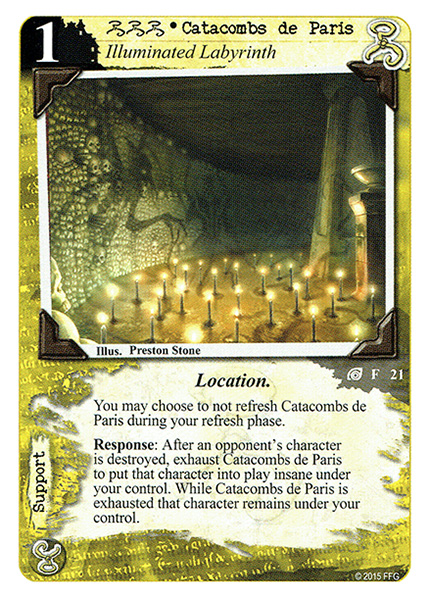 1
• Catacombs de Paris
Illuminated Labyrinth
Illus. Preston Stone
F 21
Location.
You may choose to not refresh Catacombs de
Paris during your refresh phase.
Response: After an opponent's character
is destroyed, exhaust Catacombs de Paris
to put that character into play insane under
your control. While Catacombs de Paris is
exhausted that character remains under your
control.
Support
© 2015 FFG